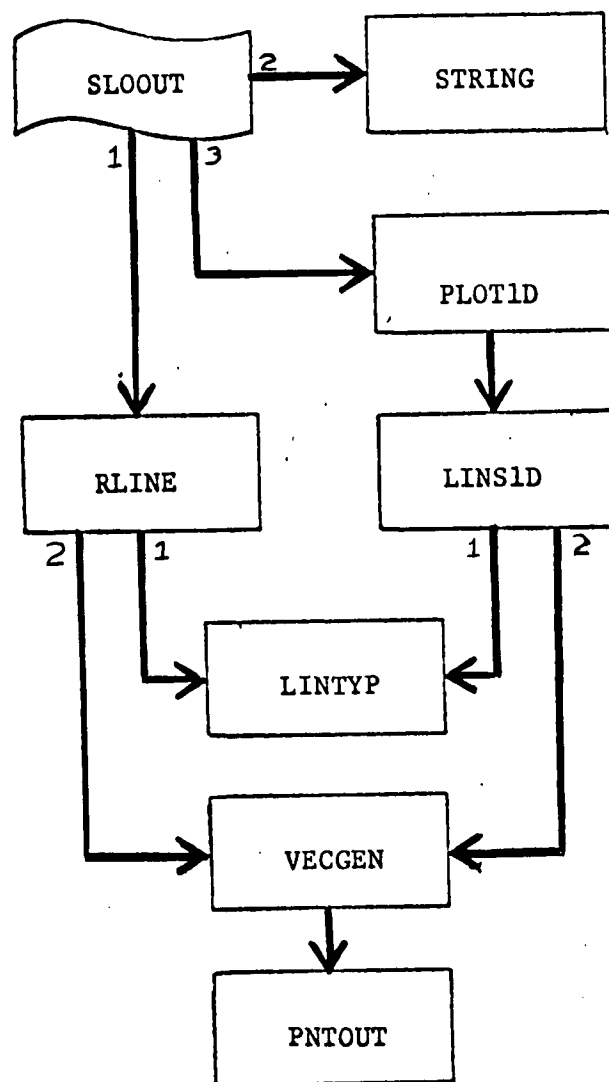 SLOOUT
2
STRING
1
3
PLOT1D
RLINE
LINS1D
2
1
1
2
LINTYP
VECGEN
PNTOUT